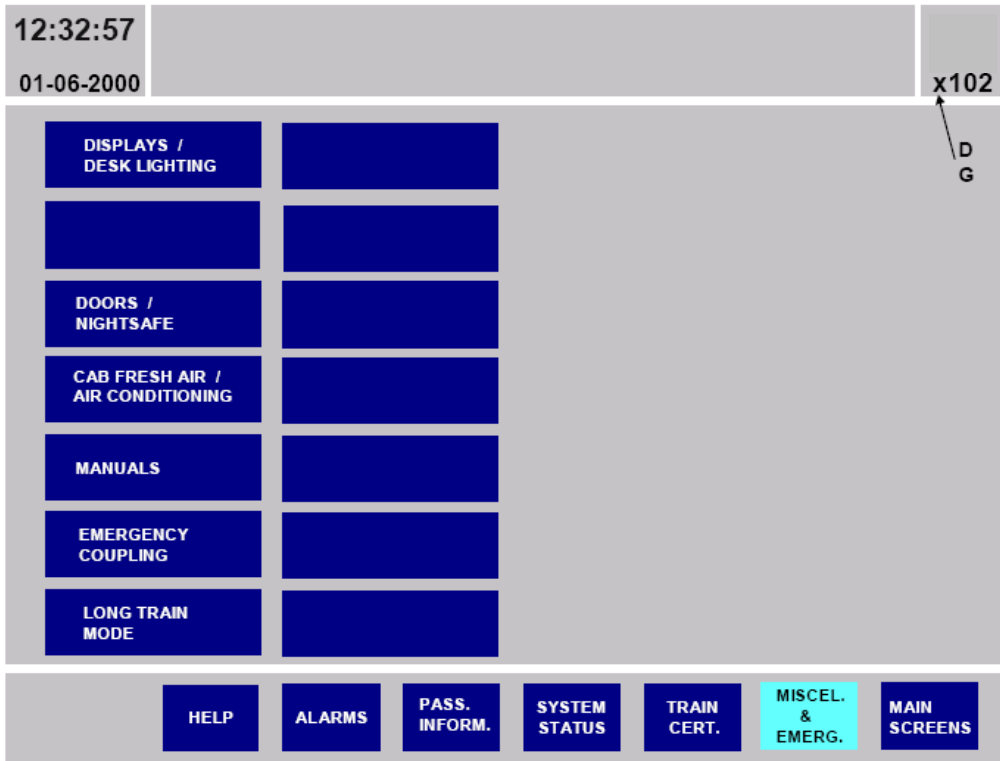 12:32:57
01-06-2000
x102
D
G
DISPLAYS /
DESK LIGHTING
DOORS /
NIGHTSAFE
CAB FRESH AIR /
AIR CONDITIONING
MANUALS
EMERGENCY
COUPLING
LONG TRAIN
MODE
HELP
ALARMS
PASS.
INFORM.
SYSTEM
STATUS
TRAIN
CERT.
MISCEL.
&
EMERG.
MAIN
SCREENS